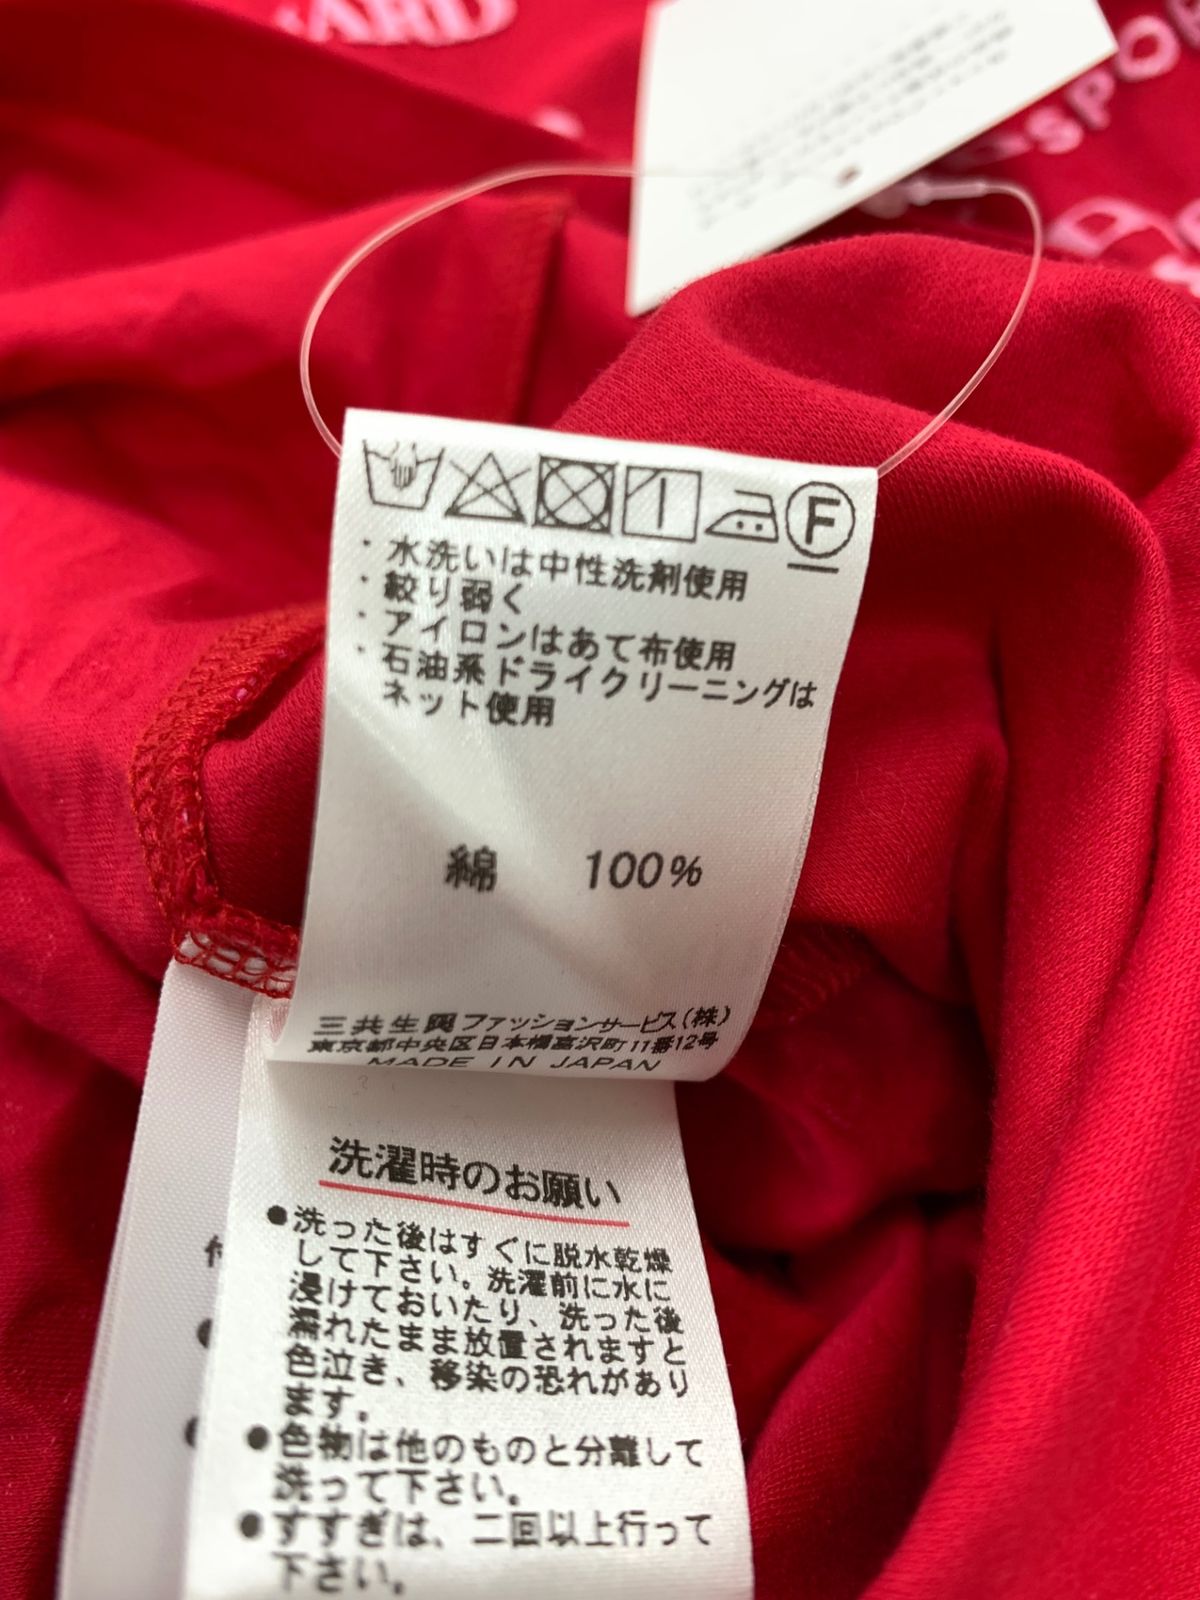 ARD
GSPOR
F
・水洗いは中性洗剤使用
・絞り弱く
・アイロンはあて布使用
・石油系ドライクリーニングは
ネット使用
綿 100%
三共生興ファッションサービス(株)
東京都中央区日本橋富沢町11番12号
MADE IN JAPAN
洗濯時のお願い
●洗った後はすぐに脱水乾燥
して下さい。洗濯前に水に
浸けておいたり、洗った後
濡れたまま放置されますと
色泣き、移染の恐れがあり
ます。
●色物は他のものと分離して
洗って下さい。
●すすぎは、二回以上行って
下さい。